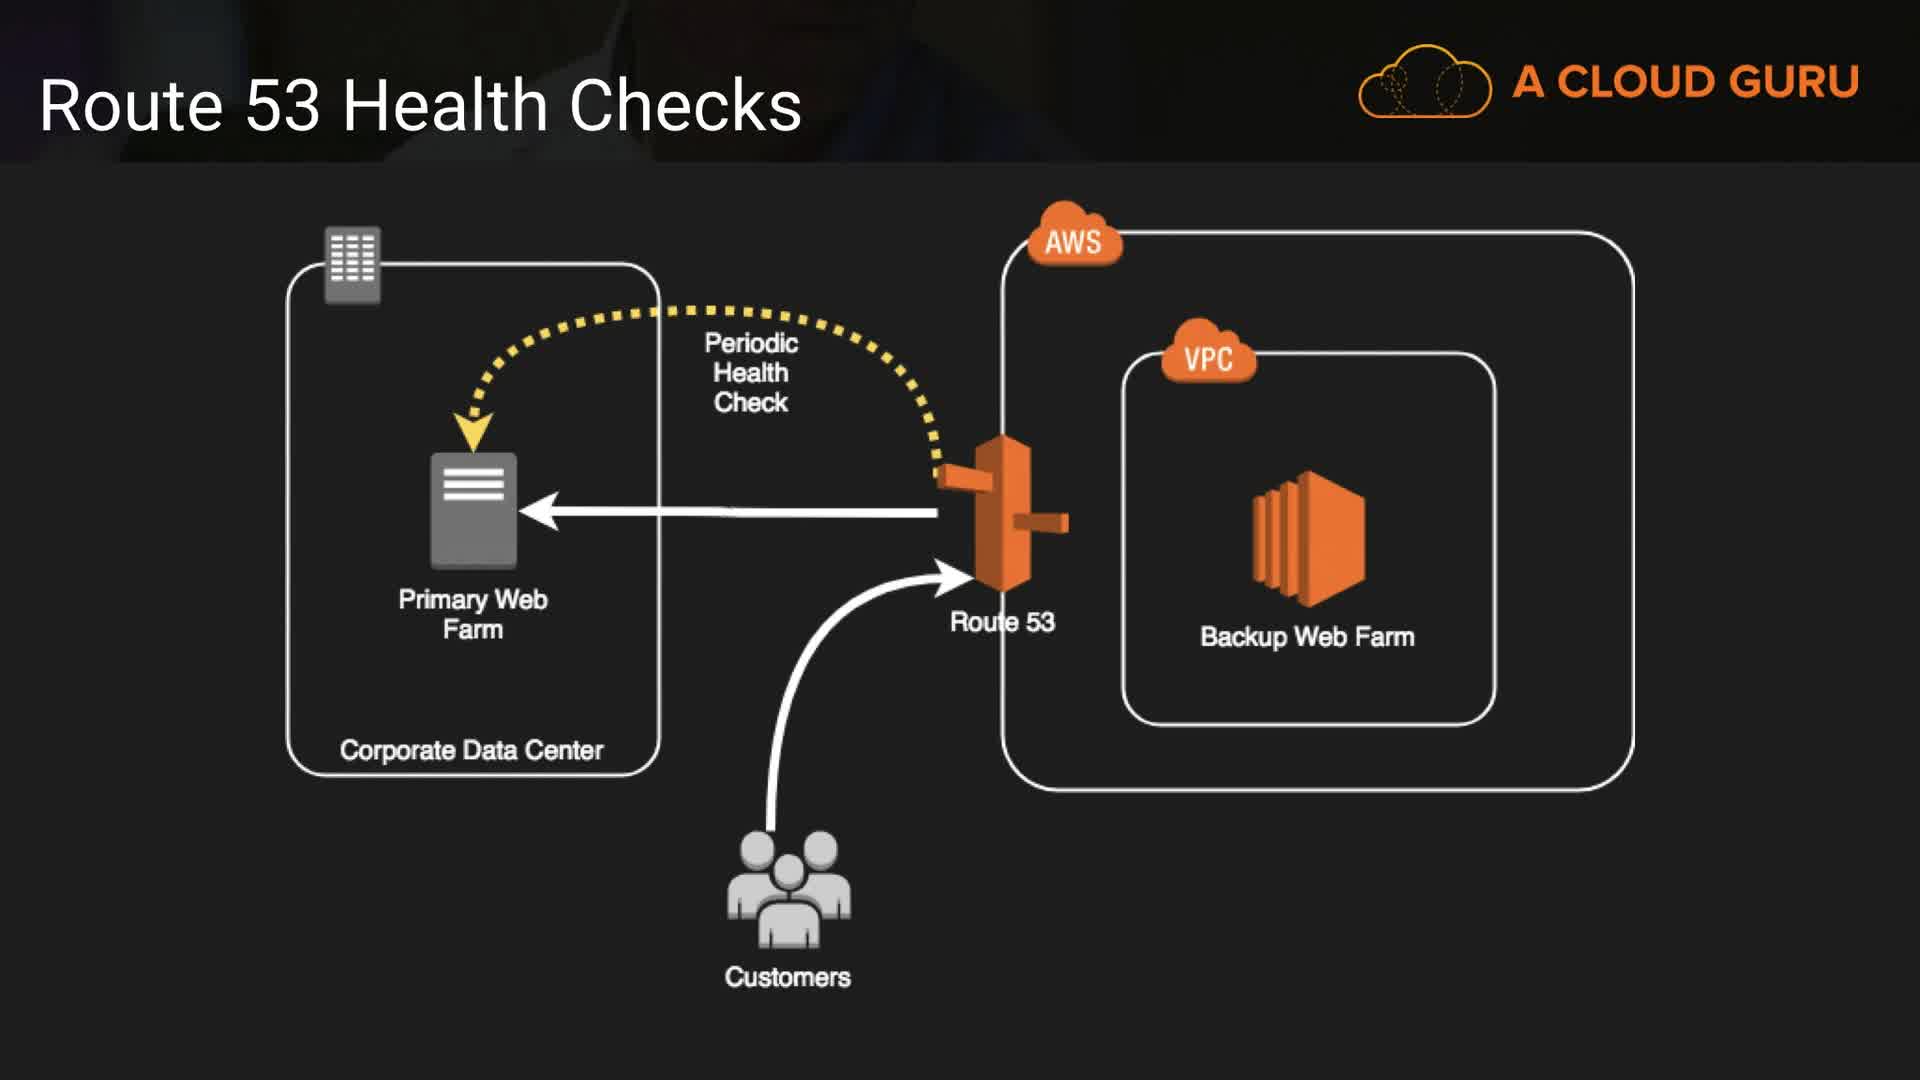 Route 53 Health Checks
A CLOUD GURU
AWS
VPC
Periodic
Health
Check
Primary Web
Farm
Route 53
Backup Web Farm
Corporate Data Center
Customers